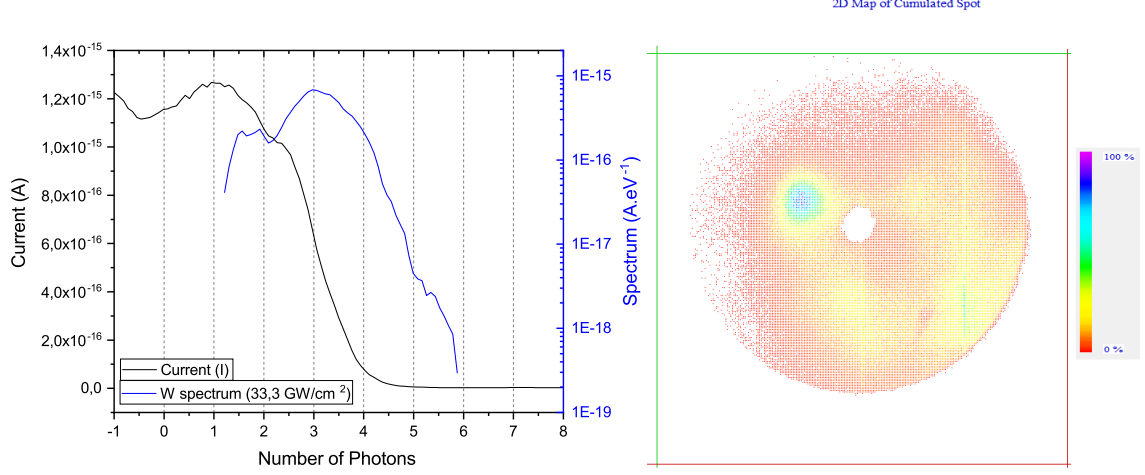 2D Map of Cumulated Spot
1,4x10-15
1,2x10-15
1,0x10-15
8,0x10-16
6,0x10-16
4,0x10-16
2,0x10-16
0,0
Current (A)
1E-15
1E-16
1E-17
1E-18
1E-19
Spectrum (A.eV-1)
Current (I)
W spectrum (33,3 GW/cm 2)
-1 0 1 2 3 4 5 6 7 8
Number of Photons
100 %
0 %